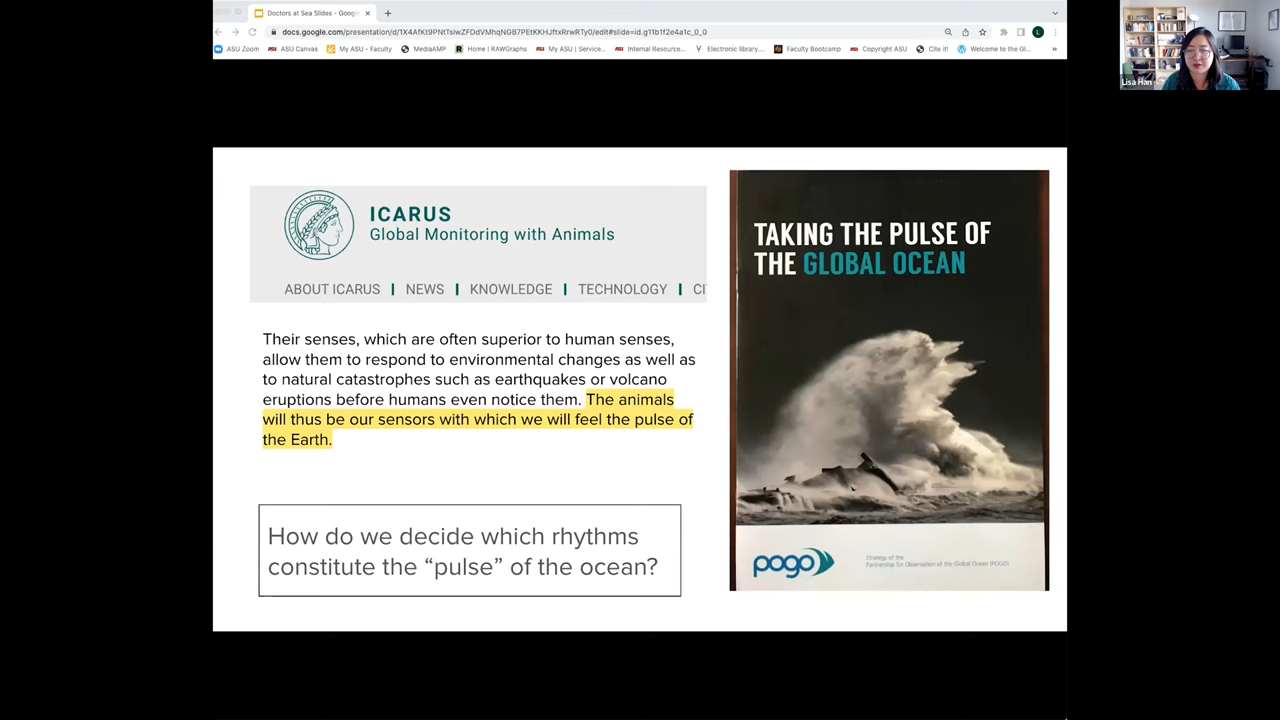 Doctors at Sea Slides - Googl
docs.google.com/presentation/d/1X4AfKt9PNtTsiwZFDdVMhqNGB7PEtKKHJftxRrwRTy0/edit#slide=id.g11b1f2e4a1c_0_0
ASU Zoom ASU Canvas My ASU - Faculty MediaAMP Home | RAWGraphs My ASU | Service... Internal Resource... Electronic library.... Faculty Bootcamp Copyright ASU Cite it! Welcome to the Gl...
Lisa Han
ICARUS
Global Monitoring with Animals
ABOUT ICARUS | NEWS | KNOWLEDGE | TECHNOLOGY | CI
Their senses, which are often superior to human senses,
allow them to respond to environmental changes as well as
to natural catastrophes such as earthquakes or volcano
eruptions before humans even notice them. The animals
will thus be our sensors with which we will feel the pulse of
the Earth.
How do we decide which rhythms
constitute the “pulse” of the ocean?
TAKING THE PULSE OF
THE GLOBAL OCEAN
pogo
Strategy of the
Partnership for Observation of the Global Ocean (POGO)